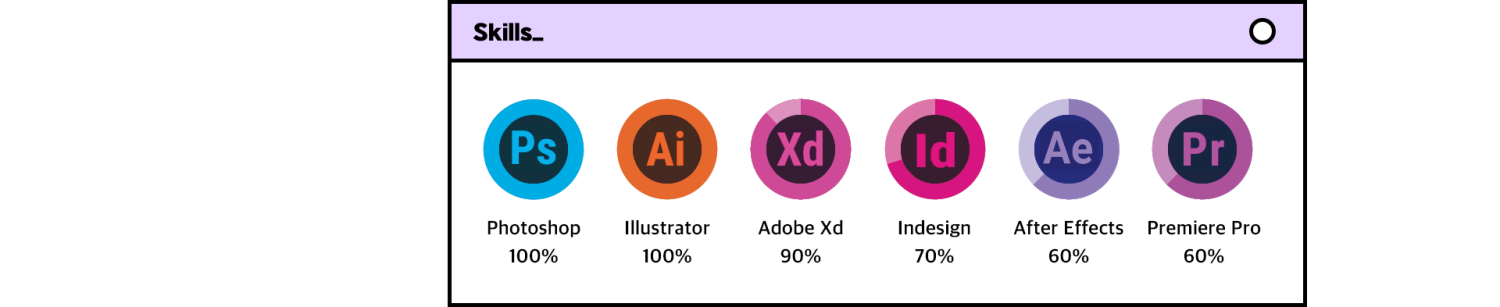 Skills_
Ps Ai Xd Id Ae Pr
Photoshop Illustrator Adobe Xd Indesign After Effects Premiere Pro
100% 100% 90% 70% 60% 60%